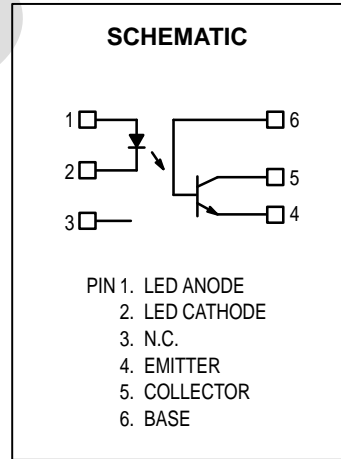 SCHEMATIC
1
6
2
5
3
4
PIN 1. LED ANODE
2. LED CATHODE
3. N.C.
4. EMITTER
5. COLLECTOR
6. BASE